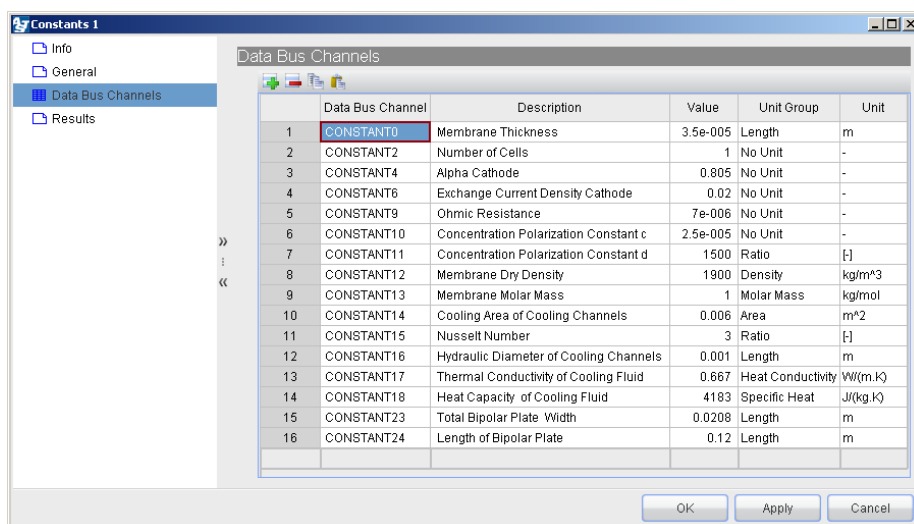 Constants 1
Info
General
Data Bus Channels
Results
Data Bus Channels
Data Bus Channel Description Value Unit Group Unit
1 CONSTANT0 Membrane Thickness 3.5e-005 Length m
2 CONSTANT2 Number of Cells 1 No Unit -
3 CONSTANT4 Alpha Cathode 0.805 No Unit -
4 CONSTANT6 Exchange Current Density Cathode 0.02 No Unit -
5 CONSTANT9 Ohmic Resistance 7e-006 No Unit -
6 CONSTANT10 Concentration Polarization Constant c 2.5e-005 No Unit -
7 CONSTANT11 Concentration Polarization Constant d 1500 Ratio [-]
8 CONSTANT12 Membrane Dry Density 1900 Density kg/m^3
9 CONSTANT13 Membrane Molar Mass 1 Molar Mass kg/mol
10 CONSTANT14 Cooling Area of Cooling Channels 0.006 Area m^2
11 CONSTANT15 Nusselt Number 3 Ratio [-]
12 CONSTANT16 Hydraulic Diameter of Cooling Channels 0.001 Length m
13 CONSTANT17 Thermal Conductivity of Cooling Fluid 0.667 Heat Conductivity W/(m.K)
14 CONSTANT18 Heat Capacity of Cooling Fluid 4183 Specific Heat J/(kg.K)
15 CONSTANT23 Total Bipolar Plate Width 0.0208 Length m
16 CONSTANT24 Length of Bipolar Plate 0.12 Length m
OK Apply Cancel